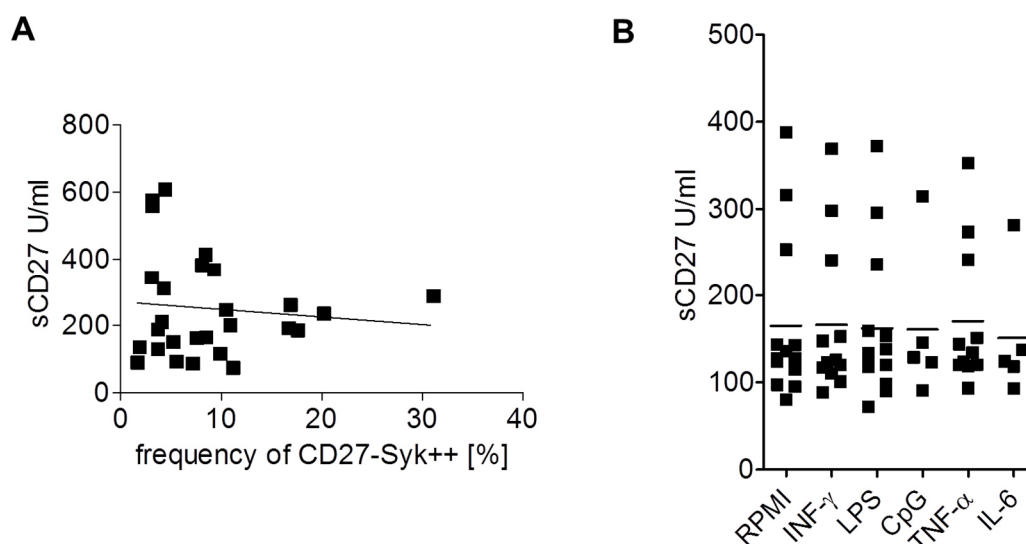 A
800
600
400
200
0
sCD27 U/ml
0 10 20 30 40
frequency of CD27-Syk++ [%]
B
500
400
300
200
100
0
sCD27 U/ml
RPMI
INF-γ
LPS
CpG
TNF-α
IL-6